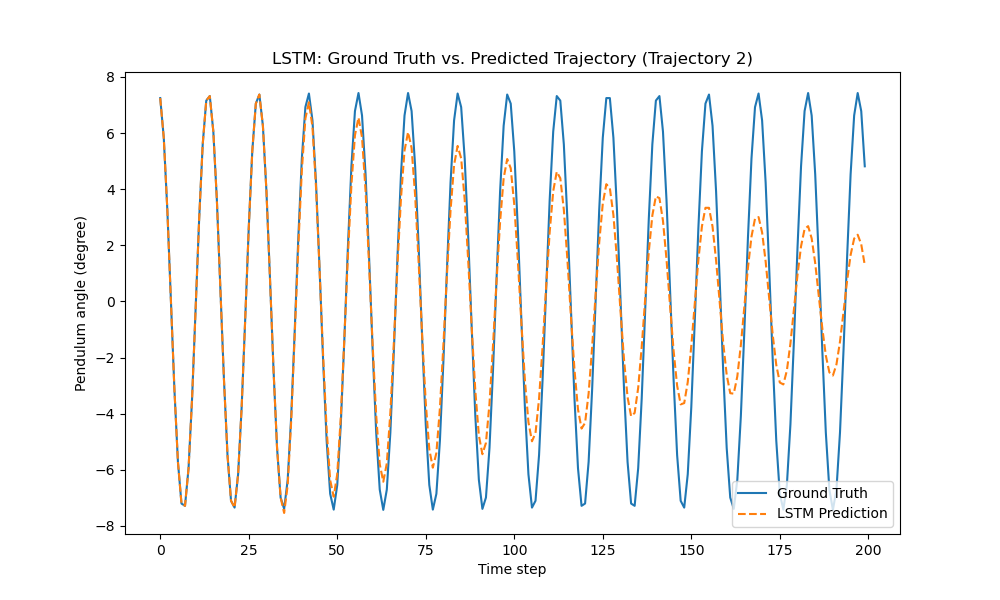 LSTM: Ground Truth vs. Predicted Trajectory (Trajectory 2)
Pendulum angle (degree)
8
6
4
2
0
−2
−4
−6
−8
Ground Truth
LSTM Prediction
0 25 50 75 100 125 150 175 200
Time step